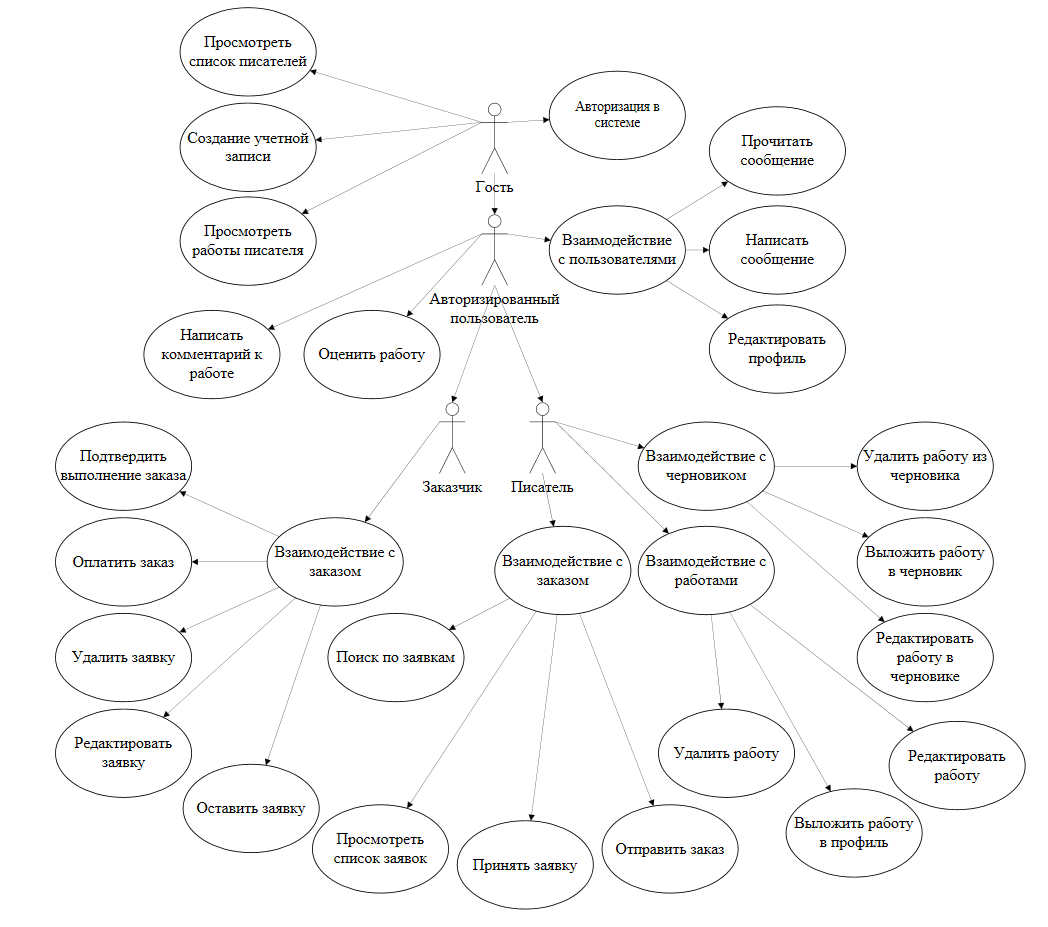 Просмотреть
список писателей
Авторизация в
системе
Создание учетной
записи
Прочитать
сообщение
Гость
Просмотреть
работы писателя
Взаимодействие
с пользователями
Написать
сообщение
Авторизированный
пользователь
Написать
комментарий к
работе
Оценить работу
Редактировать
профиль
Заказчик
Писатель
Подтвердить
выполнение заказа
Взаимодействие с
черновиком
Удалить работу из
черновика
Оплатить заказ
Взаимодействие с
заказом
Взаимодействие с
заказом
Взаимодействие с
работами
Выложить работу
в черновик
Удалить заявку
Поиск по заявкам
Редактировать
работу в
черновике
Редактировать
заявку
Удалить работу
Редактировать
работу
Оставить заявку
Просмотреть
список заявок
Принять заявку
Отправить заказ
Выложить работу
в профиль